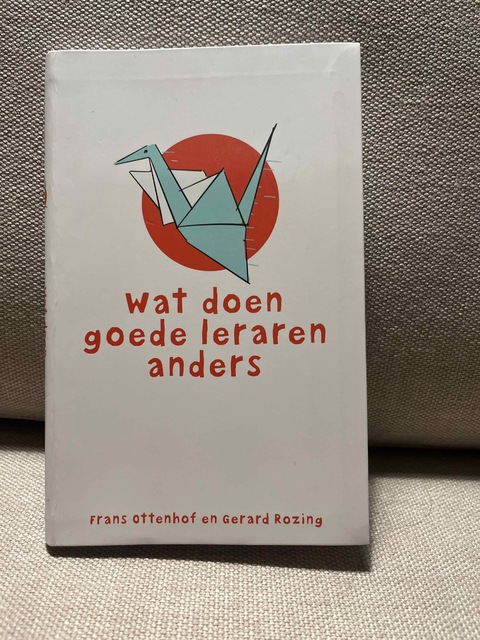 wat doen
goede leraren
anders
Frans Ottenhof en Gerard Rozing